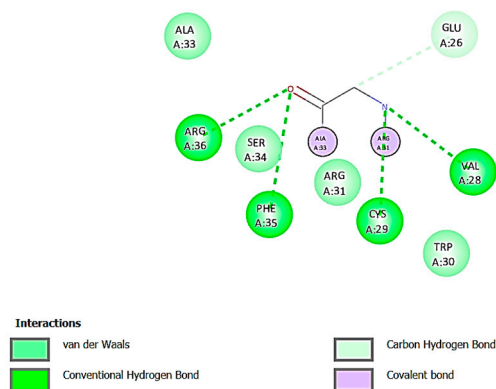 ALA
A:33
GLU
A:26
O
N
ARG
A:36
SER
A:34
ALA
A:33
ARG
A:31
ARG
A:31
VAL
A:28
PHE
A:35
CYS
A:29
TRP
A:30
Interactions
van der Waals
Conventional Hydrogen Bond
Carbon Hydrogen Bond
Covalent bond